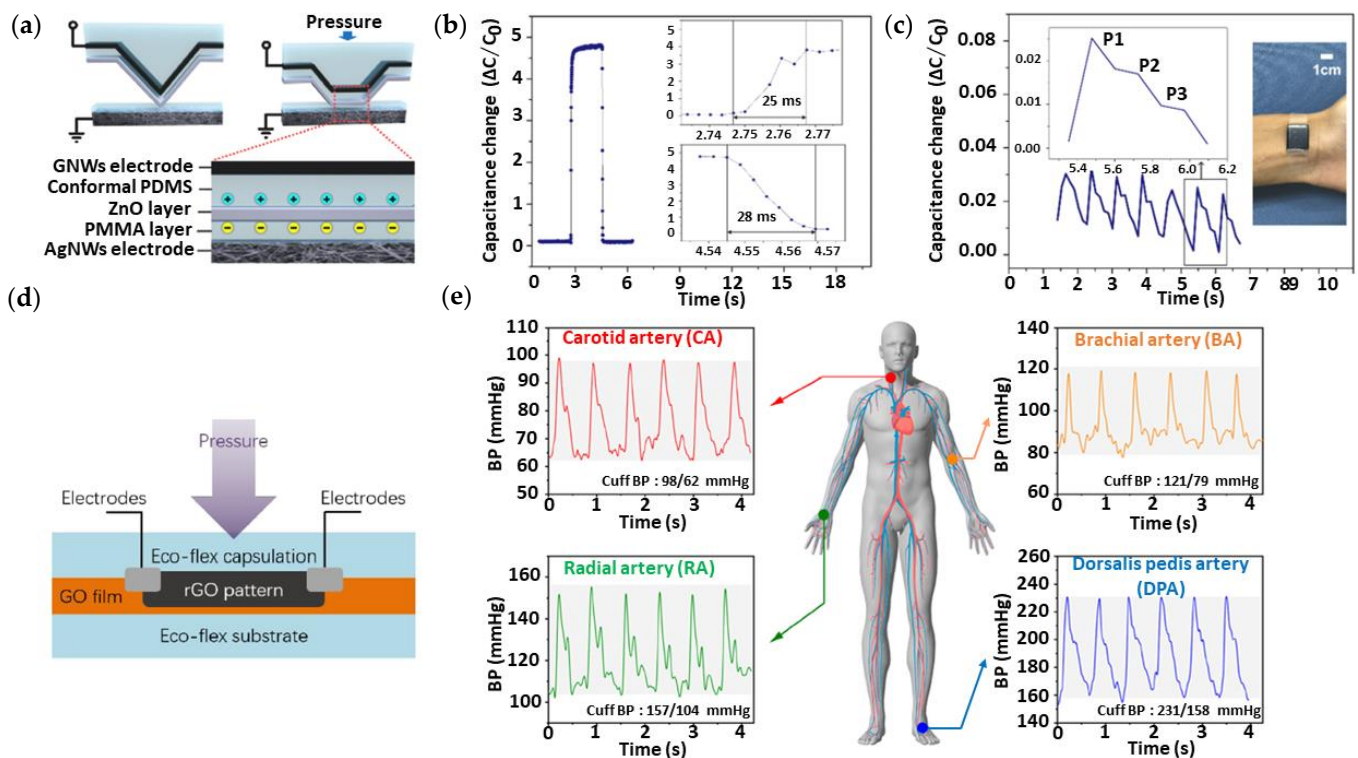 (a)
Pressure
GNWs electrode
Conformal PDMS
ZnO layer
PMMA layer
AgNWs electrode
(b)
Capacitance change (ΔC/C0)
5
4
3
2
1
0
0 3 6 9 12 15 18
Time (s)
4
3
2
1
0
25 ms
2.74 2.75 2.76 2.77
5
4
3
2
1
0
28 ms
4.54 4.55 4.56 4.57
(c)
Capacitance change (ΔC/C0)
0.08
0.06
0.04
0.02
0.00
0 1 2 3 4 5 6 7 89 10
Time (s)
0.02
0.01
0.00
P1
P2
P3
5.4 5.6 5.8 6.0 6.2
1cm
(d)
Pressure
Electrodes
Electrodes
Eco-flex capsulation
GO film
rGO pattern
Eco-flex substrate
(e)
Carotid artery (CA)
BP (mmHg)
110
100
90
80
70
60
50
Cuff BP : 98/62 mmHg
0 1 2 3 4
Time (s)
Brachial artery (BA)
BP (mmHg)
140
120
100
80
60
Cuff BP : 121/79 mmHg
0 1 2 3 4
Time (s)
Radial artery (RA)
BP (mmHg)
160
140
120
100
Cuff BP : 157/104 mmHg
0 1 2 3 4
Time (s)
Dorsalis pedis artery
(DPA)
BP (mmHg)
240
220
200
180
160
140
Cuff BP : 231/158 mmHg
0 1 2 3 4
Time (s)